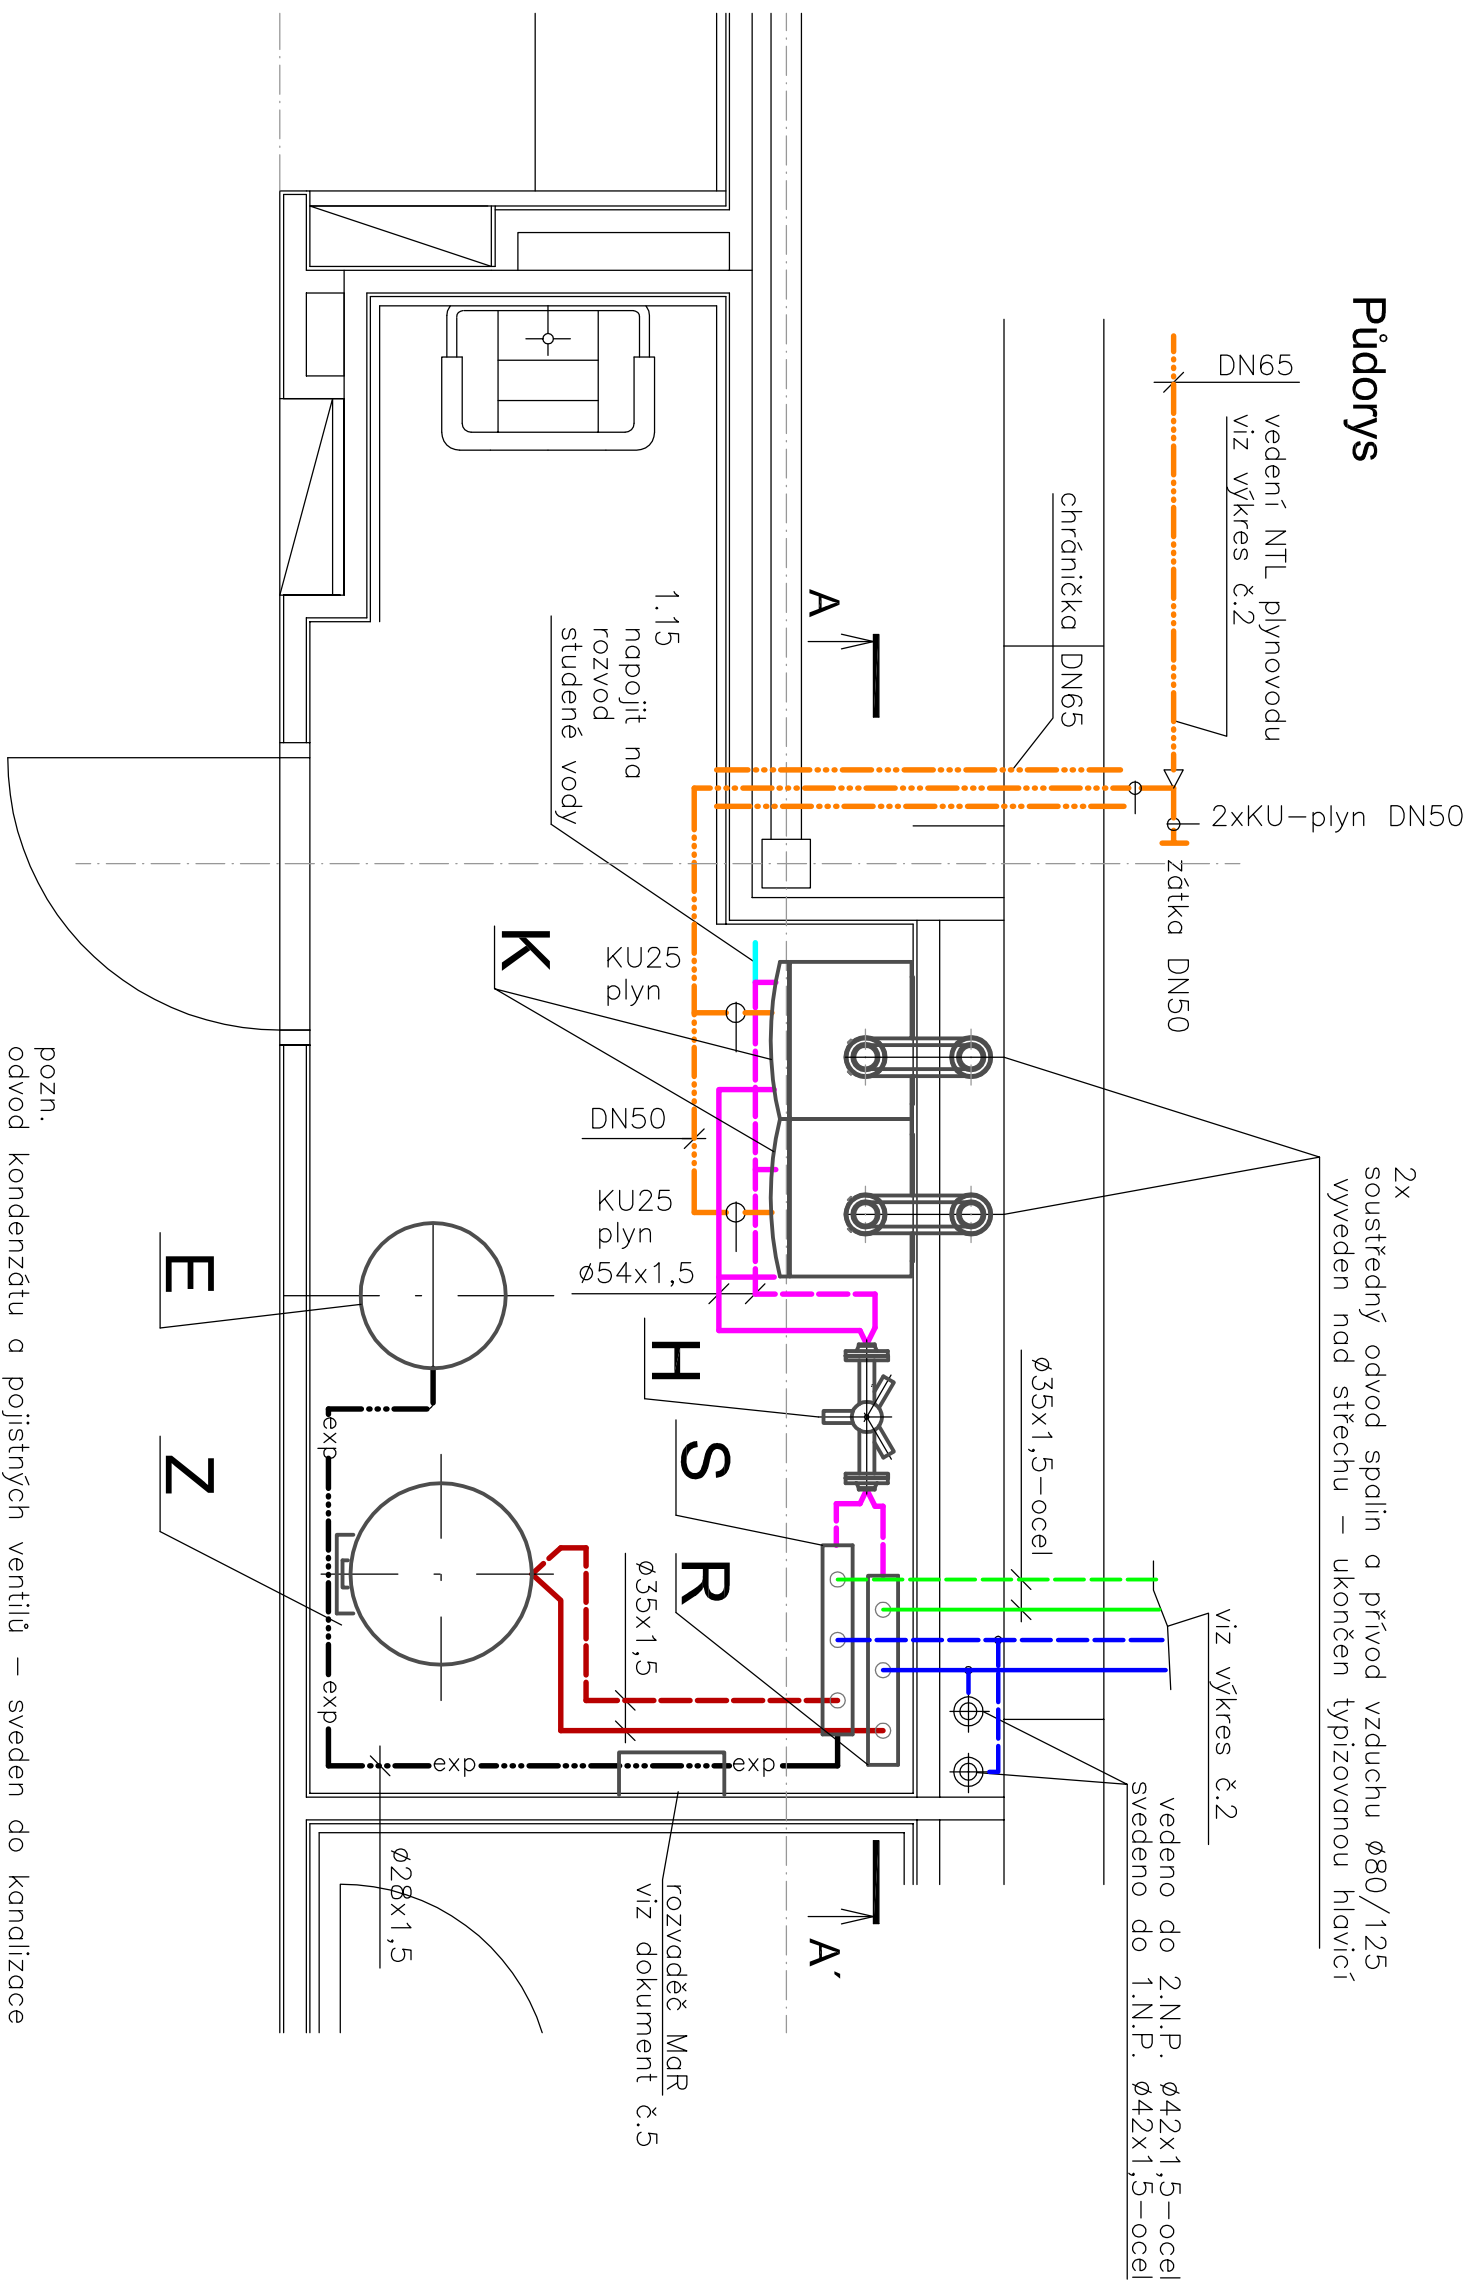 Půdorys
DN65
vedení NTL plynovodu
viz výkres č.2
chránička DN65
2xKU-plyn DN50
zátka DN50
2x
soustředný odvod spalin a přívod vzduchu ø80/125
vyveden nad střechu - ukončen typizovanou hlavicí
A
1.15
napojit na
rozvod
studené vody
K
KU25
plyn
DN50
KU25
plyn
ø54x1,5
H
S
R
ø35x1,5-ocel
viz výkres č.2
vedeno do 2.N.P. ø42x1,5-ocel
svedeno do 1.N.P. ø42x1,5-ocel
ø35x1,5
E
Z
exp
exp
exp
exp
ø28x1,5
rozvaděč MaR
viz dokument č.5
A´
pozn.
odvod kondenzátu a pojistných ventilů - sveden do kanalizace